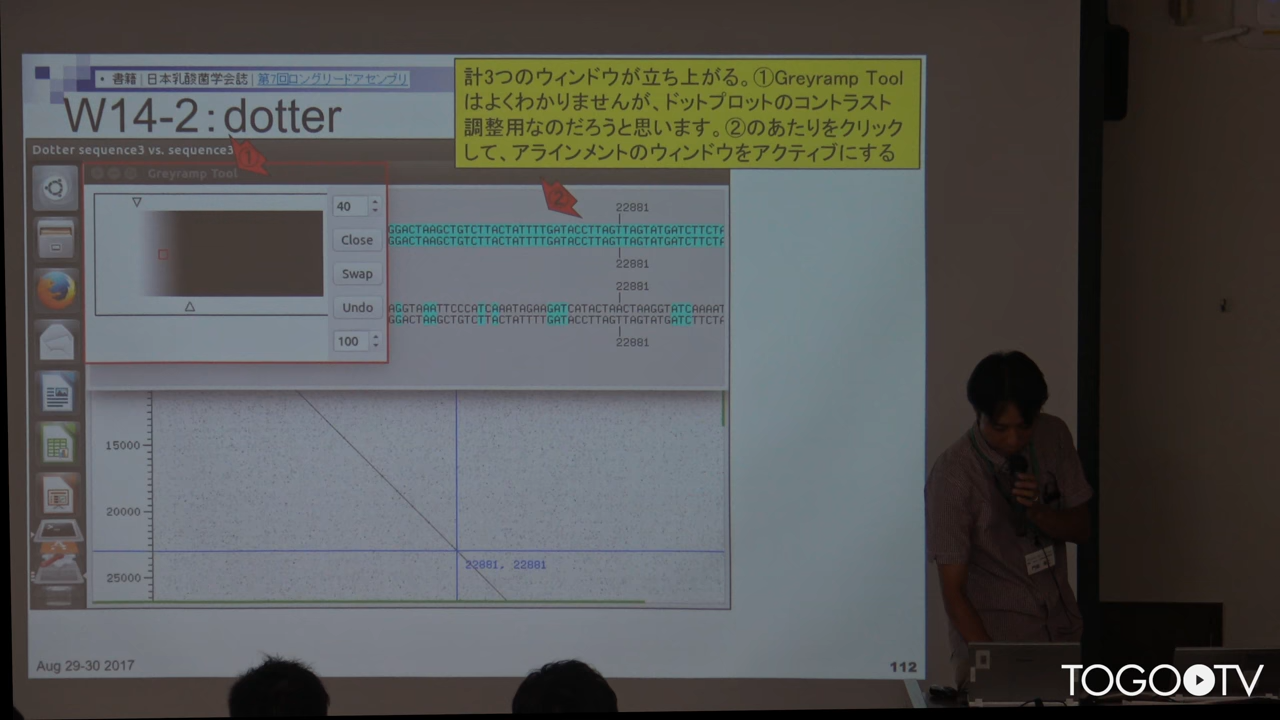 • 書籍 | 日本乳酸菌学会誌 | 第7回ロングリードアセンブリ
W14-2：dotter
計3つのウィンドウが立ち上がる。①Greyramp Tool
はよくわかりませんが、ドットプロットのコントラスト
調整用なのだろうと思います。②のあたりをクリック
して、アラインメントのウィンドウをアクティブにする
Dotter sequence3 vs. sequence3
①
Greyramp Tool
②
40
Close
Swap
Undo
100
22881
GGACTAAGCTGTCTTACTATTTTGATACCTTAGTTAGTATGATCTTCTA
GGACTAAGCTGTCTTACTATTTTGATACCTTAGTTAGTATGATCTTCTA
22881
22881
AGGTAAATTCCCATCAAATAGAAGATCATACTAACTAAGGTATCAAAAT
GGACTAAGCTGTCTTACTATTTTGATACCTTAGTTAGTATGATCTTCTA
22881
15000
20000
25000
22881, 22881
Aug 29-30 2017
112
TOGO TV